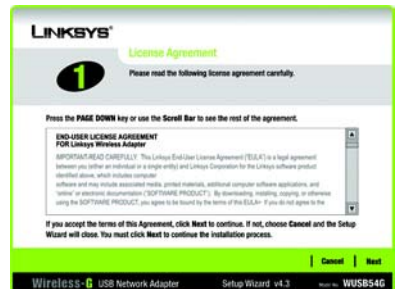 LINKSYS®
License Agreement
1
Please read the following license agreement carefully.
Press the PAGE DOWN key or use the Scroll Bar to see the rest of the agreement.
END-USER LICENSE AGREEMENT
FOR Linksys Wireless Adapter
IMPORTANT-READ CAREFULLY: This Linksys End-User License Agreement ("EULA") is a legal agreement
between you (either an individual or a single entity) and Linksys Corporation for the Linksys software product
identified above, which includes computer
software and may include associated media, printed materials, additional computer software applications, and
"online" or electronic documentation ("SOFTWARE PRODUCT"). By downloading, installing, copying, or otherwise
using the SOFTWARE PRODUCT, you agree to be bound by the terms of this EULA• If you do not agree to the
If you accept the terms of this Agreement, click Next to continue. If not, choose Cancel and the Setup
Wizard will close. You must click Next to continue the installation process.
Cancel Next
Wireless-G USB Network Adapter Setup Wizard v4.3 WUSB54G